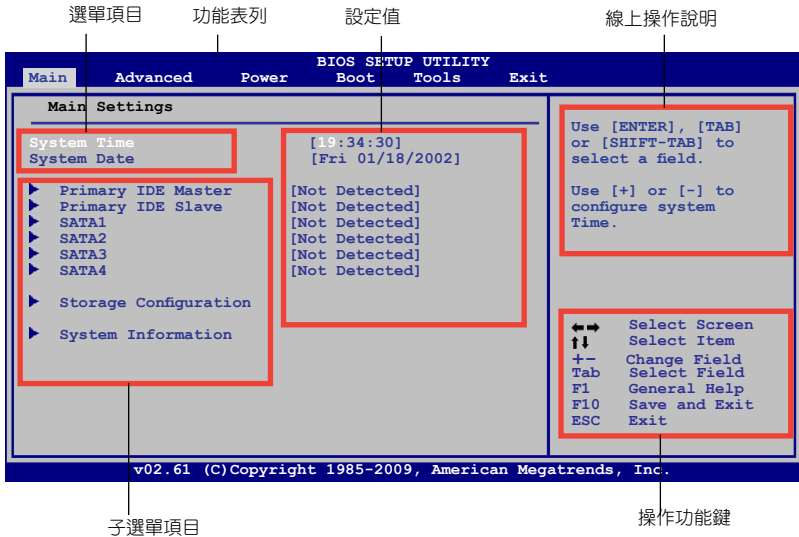 選單項目 功能表列 設定值 線上操作說明
BIOS SETUP UTILITY
Main Advanced Power Boot Tools Exit
Main Settings
System Time [19:34:30]
System Date [Fri 01/18/2002]
Primary IDE Master [Not Detected]
Primary IDE Slave [Not Detected]
SATA1 [Not Detected]
SATA2 [Not Detected]
SATA3 [Not Detected]
SATA4 [Not Detected]
Storage Configuration
System Information
Use [ENTER], [TAB]
or [SHIFT-TAB] to
select a field.
Use [+] or [-] to
configure system
Time.
←→ Select Screen
↑↓ Select Item
+- Change Field
Tab Select Field
F1 General Help
F10 Save and Exit
ESC Exit
v02.61 (C)Copyright 1985-2009, American Megatrends, Inc.
子選單項目 操作功能鍵